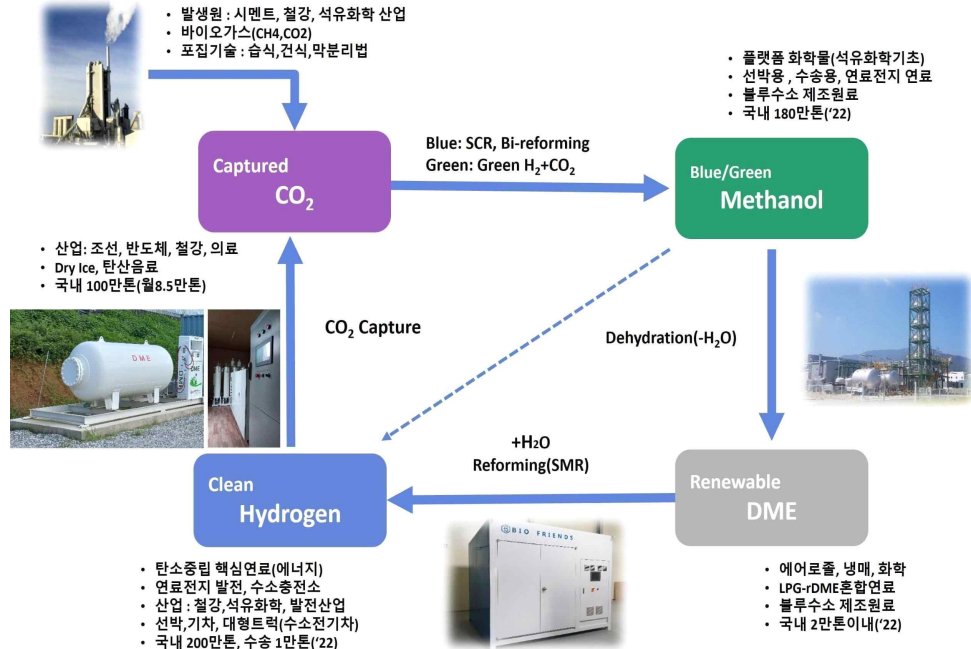 • 발생원 : 시멘트, 철강, 석유화학 산업
• 바이오가스(CH4,CO2)
• 포집기술 : 습식,건식,막분리법
• 플랫폼 화학물(석유화학기초)
• 선박용 , 수송용, 연료전지 연료
• 블루수소 제조원료
• 국내 180만톤('22)
Captured
CO₂
Blue: SCR, Bi-reforming
Green: Green H₂+CO₂
Blue/Green
Methanol
• 산업: 조선, 반도체, 철강, 의료
• Dry Ice, 탄산음료
• 국내 100만톤(월8.5만톤)
CO₂ Capture
Dehydration(-H₂O)
DME
+H₂O
Reforming(SMR)
Clean
Hydrogen
Renewable
DME
BIO FRIENDS
• 탄소중립 핵심연료(에너지)
• 연료전지 발전, 수소충전소
• 산업 : 철강,석유화학, 발전산업
• 선박,기차, 대형트럭(수소전기차)
• 국내 200만톤, 수송 1만톤('22)
• 에어로졸, 냉매, 화학
• LPG-rDME혼합연료
• 블루수소 제조원료
• 국내 2만톤이내('22)